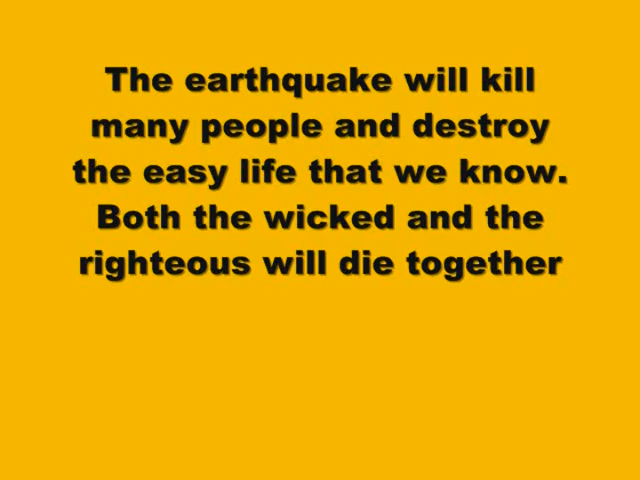 The earthquake will kill
many people and destroy
the easy life that we know.
Both the wicked and the
righteous will die together